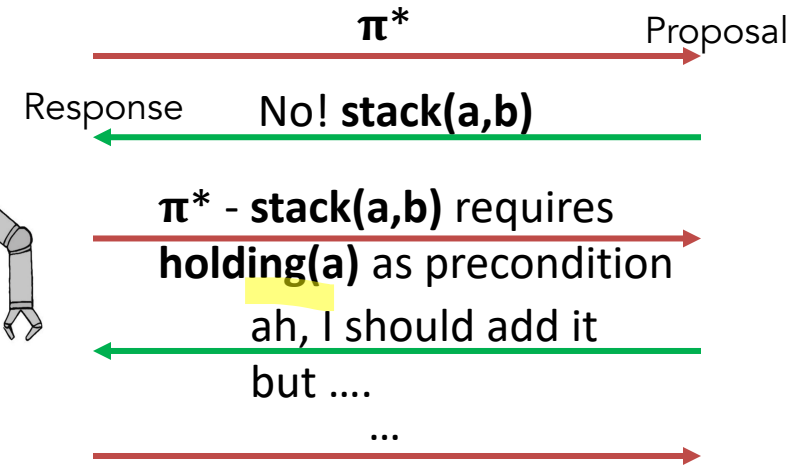 π* Proposal
Response No! stack(a,b)
π* - stack(a,b) requires
holding(a) as precondition
ah, I should add it
but ....
...